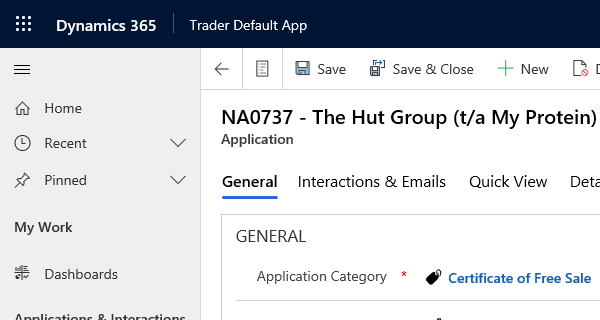 Dynamics 365 Trader Default App
Save Save & Close New
Home
Recent
Pinned
My Work
Dashboards
Applications & Interactions
NA0737 - The Hut Group (t/a My Protein)
Application
General Interactions & Emails Quick View
GENERAL
Application Category * Certificate of Free Sale